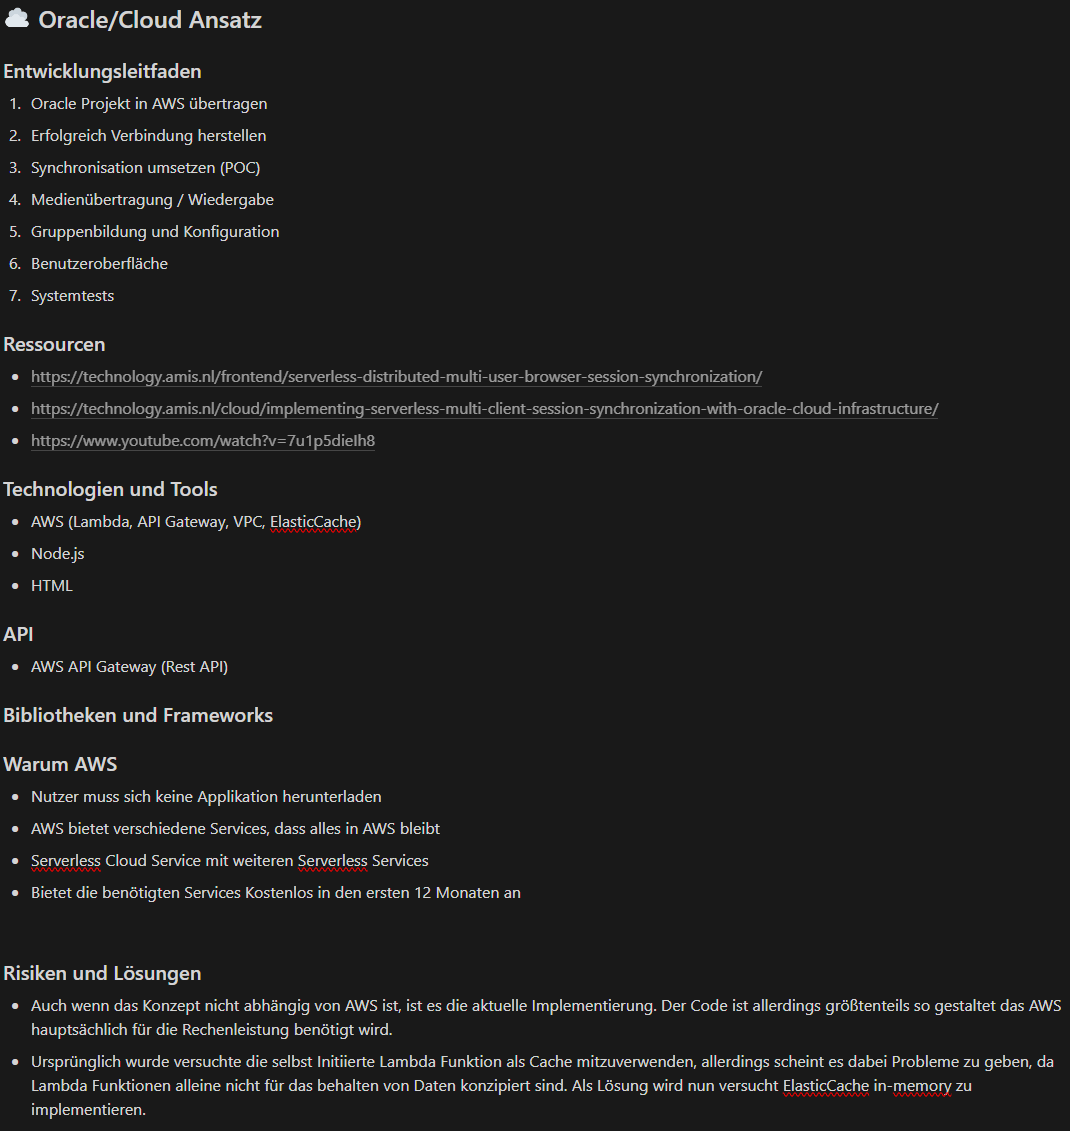 Oracle/Cloud Ansatz
Entwicklungsleitfaden
1. Oracle Projekt in AWS übertragen
2. Erfolgreich Verbindung herstellen
3. Synchronisation umsetzen (POC)
4. Medienübertragung / Wiedergabe
5. Gruppenbildung und Konfiguration
6. Benutzeroberfläche
7. Systemtests
Ressourcen
• https://technology.amis.nl/frontend/serverless-distributed-multi-user-browser-session-synchronization/
• https://technology.amis.nl/cloud/implementing-serverless-multi-client-session-synchronization-with-oracle-cloud-infrastructure/
• https://www.youtube.com/watch?v=7u1p5dieIh8
Technologien und Tools
• AWS (Lambda, API Gateway, VPC, ElasticCache)
• Node.js
• HTML
API
• AWS API Gateway (Rest API)
Bibliotheken und Frameworks
Warum AWS
• Nutzer muss sich keine Applikation herunterladen
• AWS bietet verschiedene Services, dass alles in AWS bleibt
• Serverless Cloud Service mit weiteren Serverless Services
• Bietet die benötigten Services Kostenlos in den ersten 12 Monaten an
Risiken und Lösungen
• Auch wenn das Konzept nicht abhängig von AWS ist, ist es die aktuelle Implementierung. Der Code ist allerdings größtenteils so gestaltet das AWS
hauptsächlich für die Rechenleistung benötigt wird.
• Ursprünglich wurde versuchte die selbst Initiierte Lambda Funktion als Cache mitzuverwenden, allerdings scheint es dabei Probleme zu geben, da
Lambda Funktionen alleine nicht für das behalten von Daten konzipiert sind. Als Lösung wird nun versucht ElasticCache in-memory zu
implementieren.